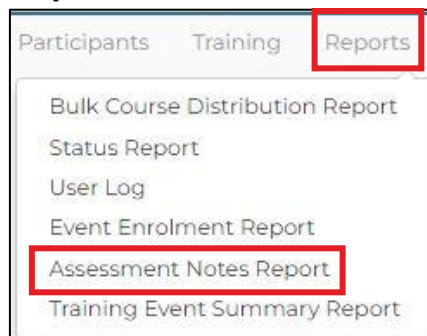 Participants Training Reports
Bulk Course Distribution Report
Status Report
User Log
Event Enrolment Report
Assessment Notes Report
Training Event Summary Report